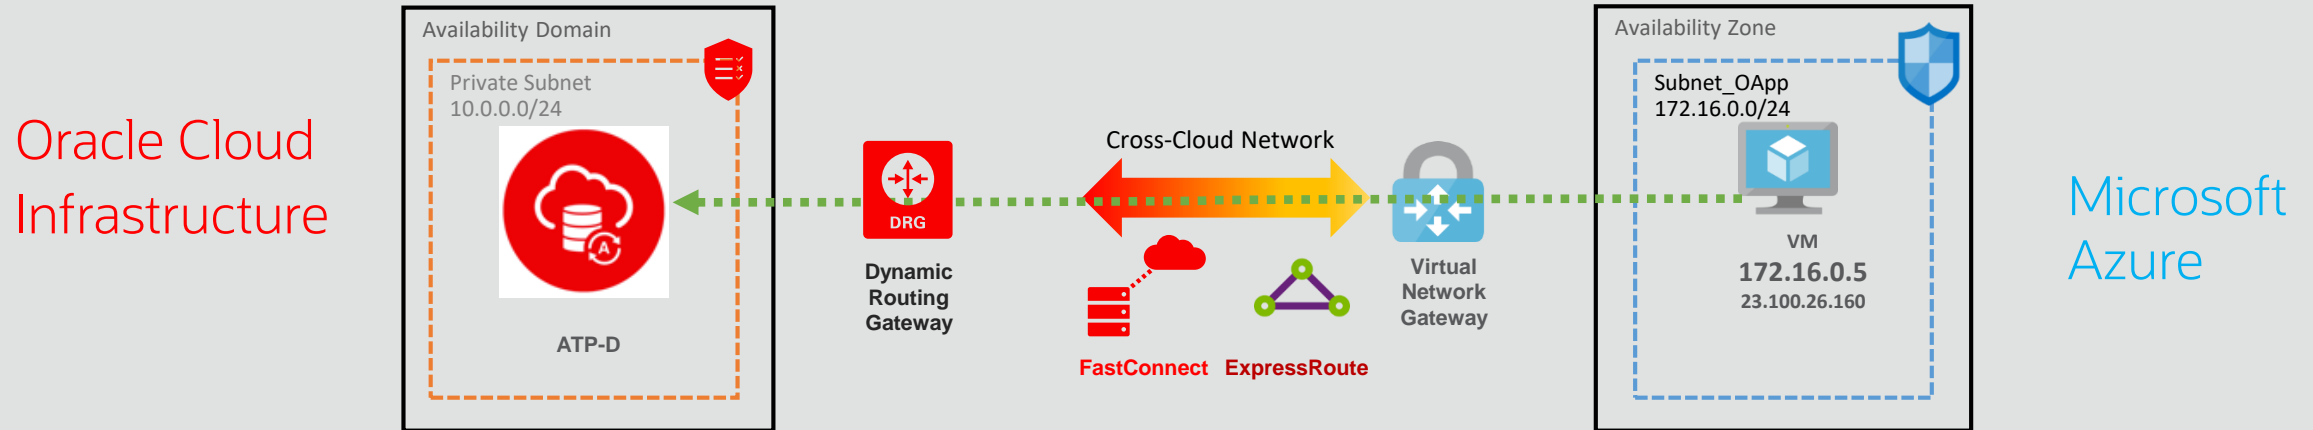 Oracle Cloud
Infrastructure
Availability Domain
Private Subnet
10.0.0.0/24
A
ATP-D
DRG
Dynamic
Routing
Gateway
Cross-Cloud Network
FastConnect
ExpressRoute
Virtual
Network
Gateway
Availability Zone
Subnet_OApp
172.16.0.0/24
VM
172.16.0.5
23.100.26.160
Microsoft
Azure